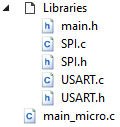 Libraries
main.h
SPI.c
SPI.h
USART.c
USART.h
main_micro.c